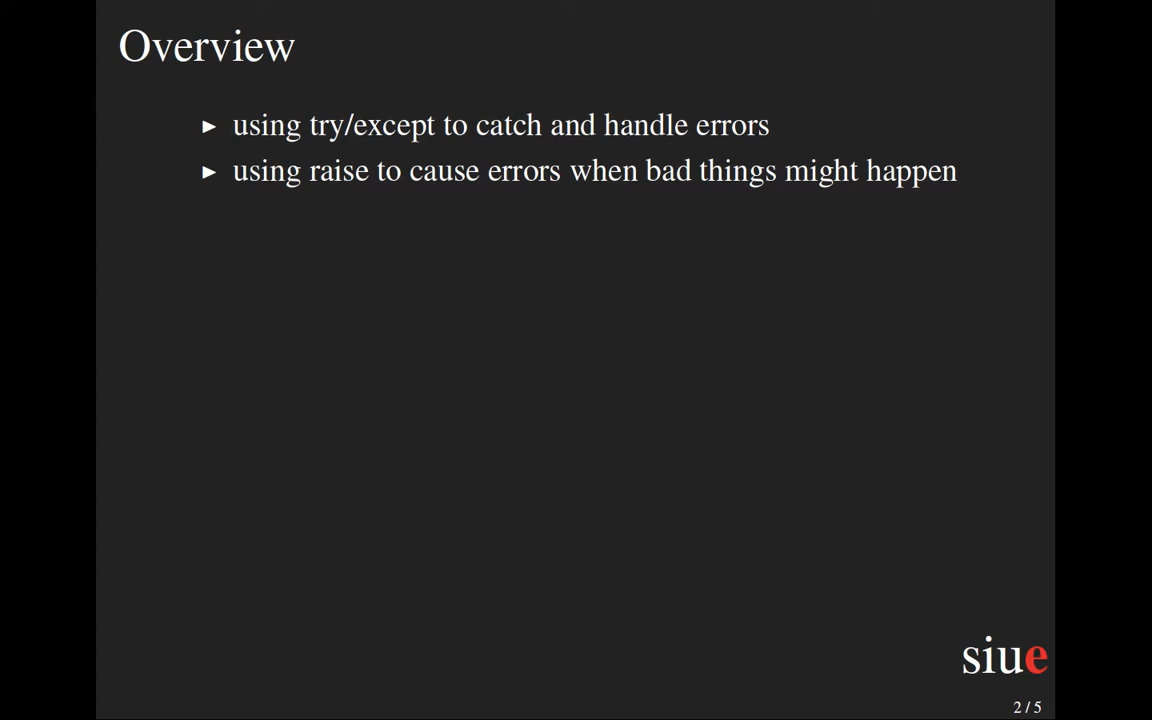 Overview
▶ using try/except to catch and handle errors
▶ using raise to cause errors when bad things might happen
siue
2 / 5